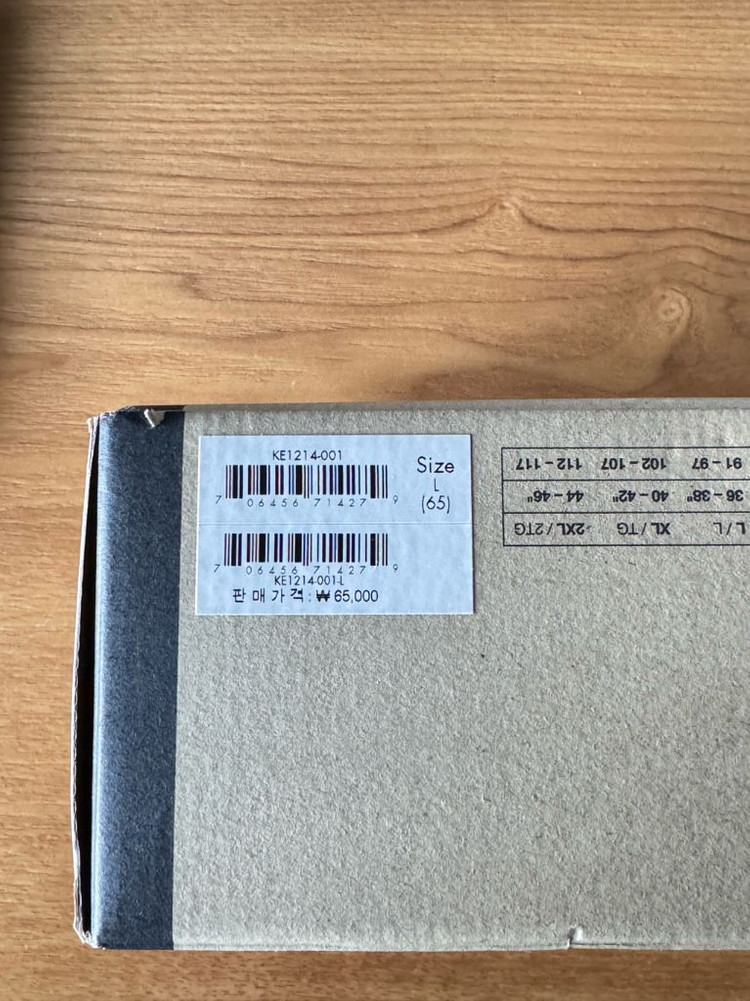 KE1214-001
Size
L
(65)
7 06456 71427 9
7 06456 71427 9
KE1214-001-L
판매가격 : ₩ 65,000
L / L XL / TG 2XL / 2TG
36 – 38" 40 – 42" 44 – 46"
91 – 97 102 – 107 112 – 117